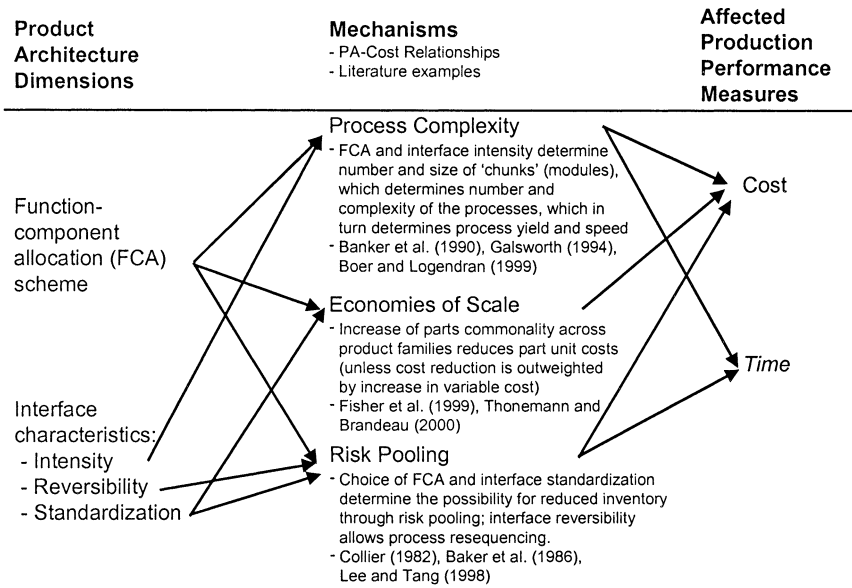 Product
Architecture
Dimensions
Mechanisms
- PA-Cost Relationships
- Literature examples
Affected
Production
Performance
Measures
Function-
component
allocation (FCA)
scheme
Interface
characteristics:
- Intensity
- Reversibility
- Standardization
Process Complexity
- FCA and interface intensity determine
number and size of 'chunks' (modules),
which determines number and
complexity of the processes, which in
turn determines process yield and speed
- Banker et al. (1990), Galsworth (1994),
Boer and Logendran (1999)
Economies of Scale
- Increase of parts commonality across
product families reduces part unit costs
(unless cost reduction is outweighted
by increase in variable cost)
- Fisher et al. (1999), Thonemann and
Brandeau (2000)
Risk Pooling
- Choice of FCA and interface standardization
determine the possibility for reduced inventory
through risk pooling; interface reversibility
allows process resequencing.
- Collier (1982), Baker et al. (1986),
Lee and Tang (1998)
Cost
Time